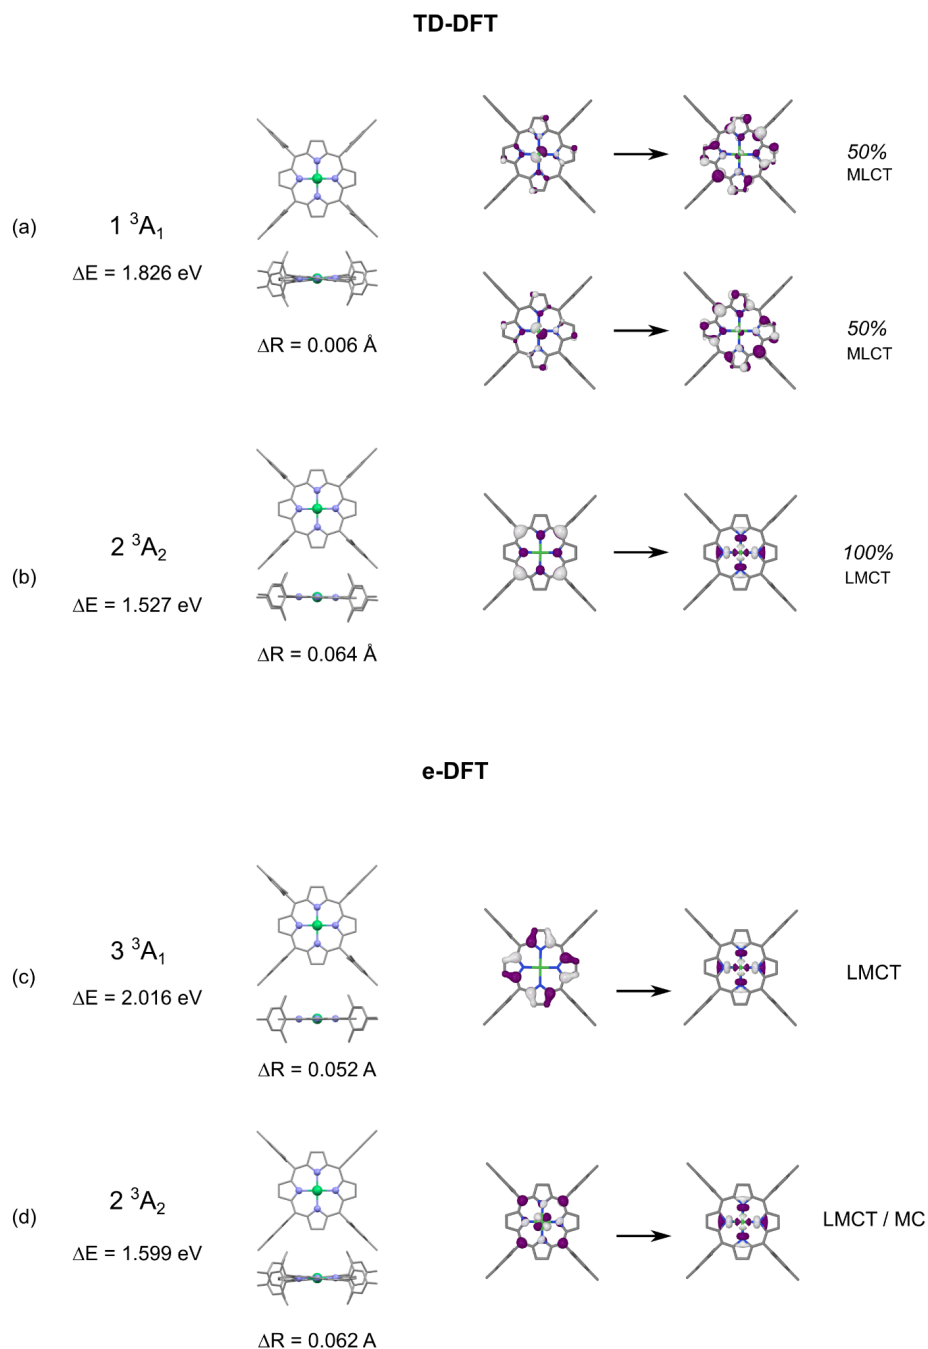 TD-DFT
(a)
1 ³A₁
ΔE = 1.826 eV
ΔR = 0.006 Å
50%
MLCT
50%
MLCT
(b)
2 ³A₂
ΔE = 1.527 eV
ΔR = 0.064 Å
100%
LMCT
e-DFT
(c)
3 ³A₁
ΔE = 2.016 eV
ΔR = 0.052 A
LMCT
(d)
2 ³A₂
ΔE = 1.599 eV
ΔR = 0.062 A
LMCT / MC